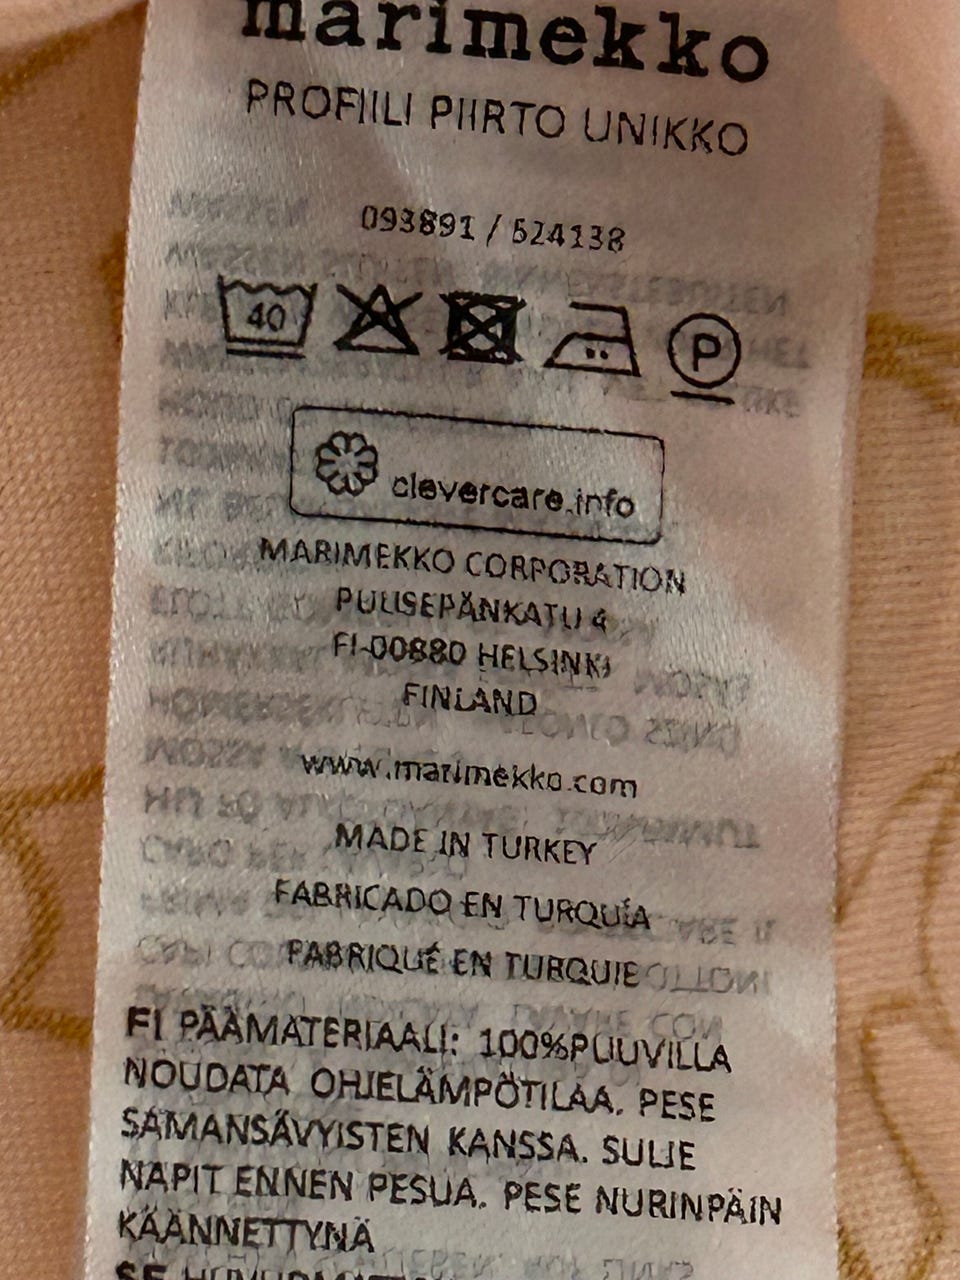 marimekko
PROFIILI PIIRTO UNIKKO
093891 / 524138
40
P
clevercare.info
MARIMEKKO CORPORATION
PUUSEPÄNKATU 4
FI-00880 HELSINKI
FINLAND
www.marimekko.com
MADE IN TURKEY
FABRICADO EN TURQUÍA
FABRIQUÉ EN TURQUIE
FI PÄÄMATERIAALI: 100%PUUVILLA
NOUDATA OHJELÄMPÖTILAA. PESE
SAMANSÄVYISTEN KANSSA. SULJE
NAPIT ENNEN PESUA. PESE NURINPÄIN
KÄÄNNETTYNÄ
SE